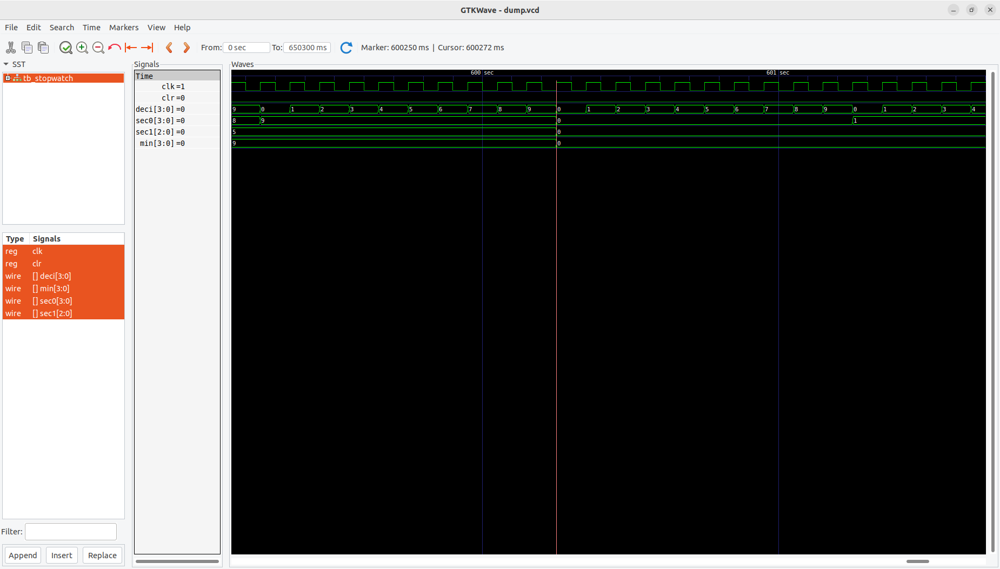 GTKWave - dump.vcd
File Edit Search Time Markers View Help
From: 0 sec To: 650300 ms Marker: 600250 ms | Cursor: 600272 ms
SST
tb_stopwatch
Type Signals
reg clk
reg clr
wire [] deci[3:0]
wire [] min[3:0]
wire [] sec0[3:0]
wire [] sec1[2:0]
Filter:
Append Insert Replace
Signals
Time
clk=1
clr=0
deci[3:0]=0
sec0[3:0]=0
sec1[2:0]=0
min[3:0]=0
Waves
600 sec 601 sec
9 0 1 2 3 4 5 6 7 8 9 0 1 2 3 4 5 6 7 8 9 0 1 2 3 4
8 9 0 1
5 0
9 0